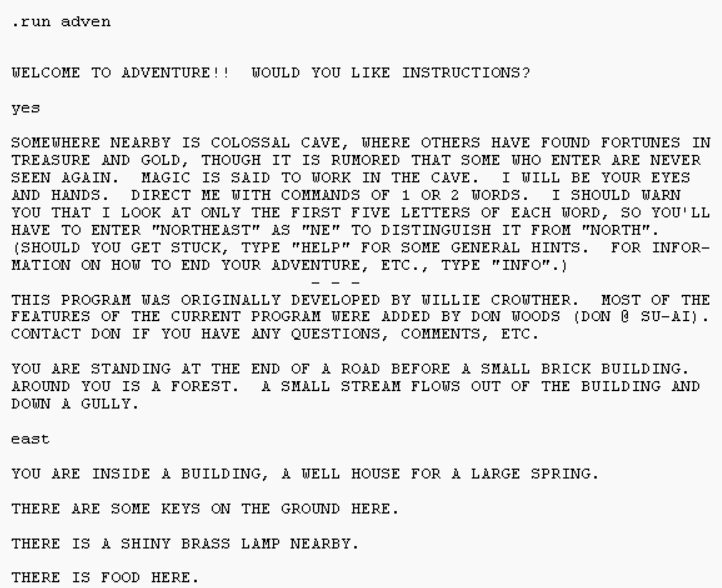 .run adven
WELCOME TO ADVENTURE!!  WOULD YOU LIKE INSTRUCTIONS?
yes
SOMEWHERE NEARBY IS COLOSSAL CAVE, WHERE OTHERS HAVE FOUND FORTUNES IN
TREASURE AND GOLD, THOUGH IT IS RUMORED THAT SOME WHO ENTER ARE NEVER
SEEN AGAIN.  MAGIC IS SAID TO WORK IN THE CAVE.  I WILL BE YOUR EYES
AND HANDS.  DIRECT ME WITH COMMANDS OF 1 OR 2 WORDS.  I SHOULD WARN
YOU THAT I LOOK AT ONLY THE FIRST FIVE LETTERS OF EACH WORD, SO YOU'LL
HAVE TO ENTER "NORTHEAST" AS "NE" TO DISTINGUISH IT FROM "NORTH".
(SHOULD YOU GET STUCK, TYPE "HELP" FOR SOME GENERAL HINTS.  FOR INFOR-
MATION ON HOW TO END YOUR ADVENTURE, ETC., TYPE "INFO".)
- - -
THIS PROGRAM WAS ORIGINALLY DEVELOPED BY WILLIE CROWTHER.  MOST OF THE
FEATURES OF THE CURRENT PROGRAM WERE ADDED BY DON WOODS (DON @ SU-AI).
CONTACT DON IF YOU HAVE ANY QUESTIONS, COMMENTS, ETC.
YOU ARE STANDING AT THE END OF A ROAD BEFORE A SMALL BRICK BUILDING.
AROUND YOU IS A FOREST.  A SMALL STREAM FLOWS OUT OF THE BUILDING AND
DOWN A GULLY.
east
YOU ARE INSIDE A BUILDING, A WELL HOUSE FOR A LARGE SPRING.
THERE ARE SOME KEYS ON THE GROUND HERE.
THERE IS A SHINY BRASS LAMP NEARBY.
THERE IS FOOD HERE.